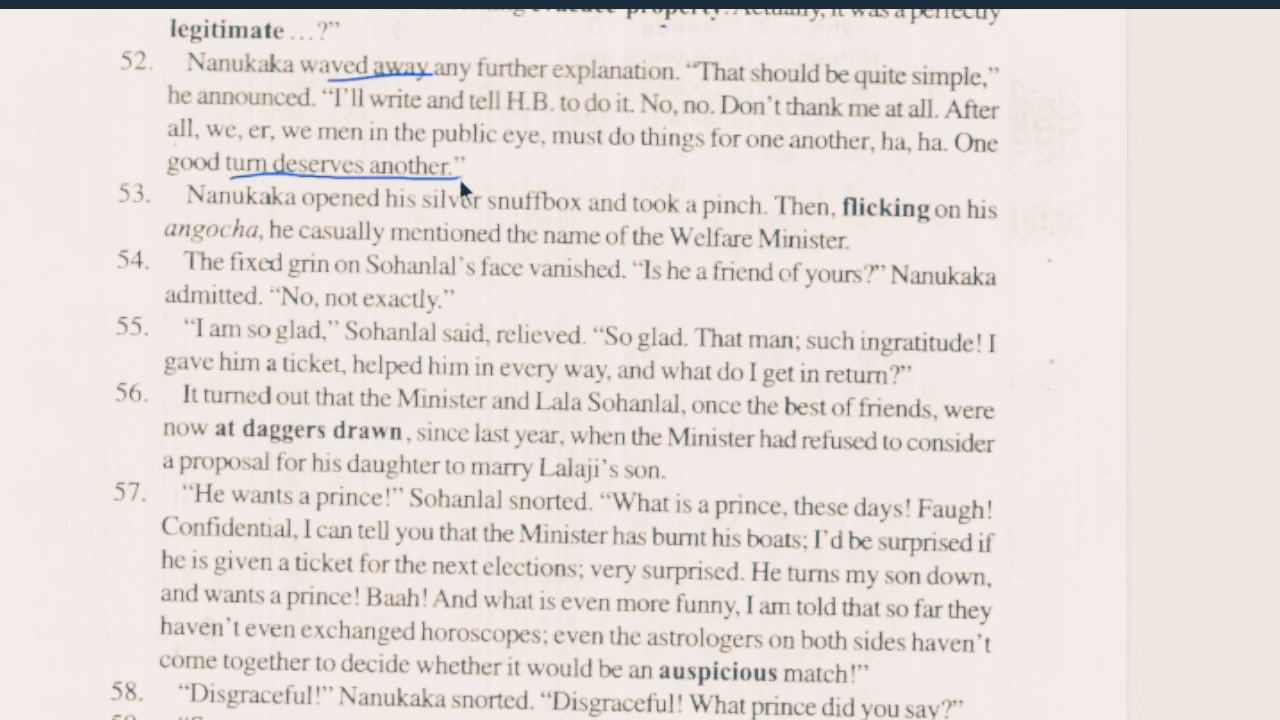 evacuee property. Actually, it was a perfectly
legitimate ...?”
52. Nanukaka waved away any further explanation. “That should be quite simple,”
he announced. “I’ll write and tell H.B. to do it. No, no. Don’t thank me at all. After
all, we, er, we men in the public eye, must do things for one another, ha, ha. One
good turn deserves another.”
53. Nanukaka opened his silver snuffbox and took a pinch. Then, flicking on his
angocha, he casually mentioned the name of the Welfare Minister.
54. The fixed grin on Sohanlal’s face vanished. “Is he a friend of yours?” Nanukaka
admitted. “No, not exactly.”
55. “I am so glad,” Sohanlal said, relieved. “So glad. That man; such ingratitude! I
gave him a ticket, helped him in every way, and what do I get in return?”
56. It turned out that the Minister and Lala Sohanlal, once the best of friends, were
now at daggers drawn, since last year, when the Minister had refused to consider
a proposal for his daughter to marry Lalaji’s son.
57. “He wants a prince!” Sohanlal snorted. “What is a prince, these days! Faugh!
Confidential, I can tell you that the Minister has burnt his boats; I’d be surprised if
he is given a ticket for the next elections; very surprised. He turns my son down,
and wants a prince! Baah! And what is even more funny, I am told that so far they
haven’t even exchanged horoscopes; even the astrologers on both sides haven’t
come together to decide whether it would be an auspicious match!”
58. “Disgraceful!” Nanukaka snorted. “Disgraceful! What prince did you say?”